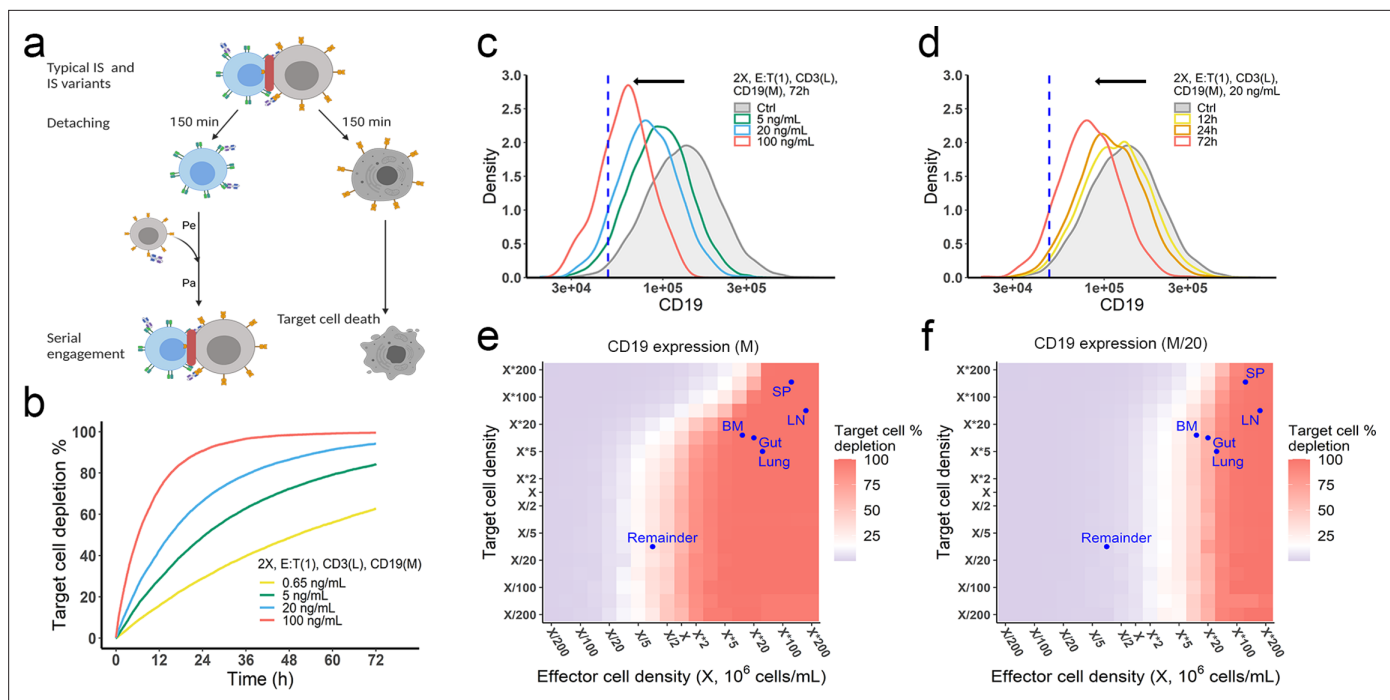 a
Typical IS and
IS variants
Detaching
150 min
150 min
Pe
Pa
Target cell death
Serial
engagement
b
Target cell depletion %
100
80
60
40
20
0
2X, E:T(1), CD3(L), CD19(M)
0.65 ng/mL
5 ng/mL
20 ng/mL
100 ng/mL
0
12
24
36
48
60
72
Time (h)
c
Density
3.0
2.5
2.0
1.5
1.0
0.5
0.0
2X, E:T(1), CD3(L),
CD19(M), 72h
Ctrl
5 ng/mL
20 ng/mL
100 ng/mL
3e+04
1e+05
3e+05
CD19
d
Density
3.0
2.5
2.0
1.5
1.0
0.5
0.0
2X, E:T(1), CD3(L),
CD19(M), 20 ng/mL
Ctrl
12h
24h
72h
3e+04
1e+05
3e+05
CD19
e
CD19 expression (M)
Target cell density
X*200
X*100
X*20
X*5
X*2
X
X/2
X/5
X/20
X/100
X/200
SP
LN
BM
Gut
Lung
Remainder
Target cell %
depletion
100
75
50
25
X/200
X/100
X/20
X/5
X/2
X
X*2
X*5
X*20
X*100
X*200
Effector cell density (X, 10⁶ cells/mL)
f
CD19 expression (M/20)
Target cell density
X*200
X*100
X*20
X*5
X*2
X
X/2
X/5
X/20
X/100
X/200
SP
LN
BM
Gut
Lung
Remainder
Target cell %
depletion
100
75
50
25
X/200
X/100
X/20
X/5
X/2
X
X*2
X*5
X*20
X*100
X*200
Effector cell density (X, 10⁶ cells/mL)